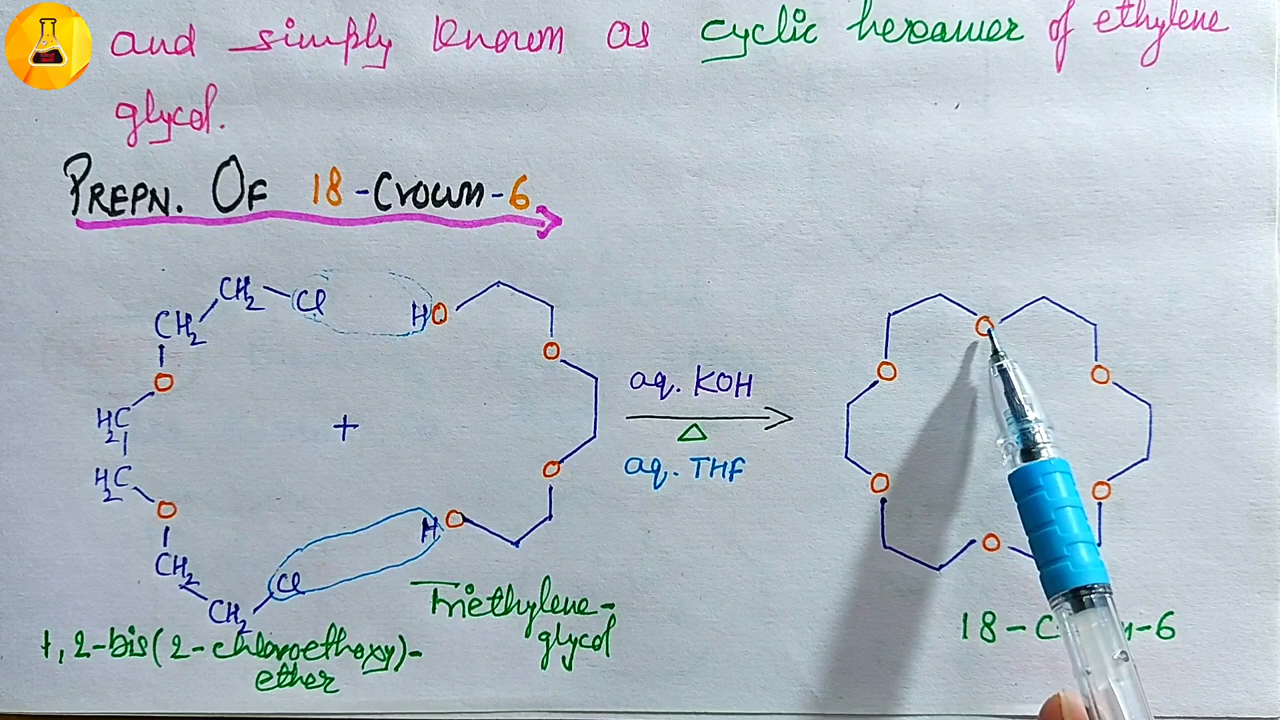 and simply known as cyclic hexamer of ethylene
glycol.
PREPN. OF 18-Crown-6
CH2 Cl
CH2
O
H2C
H2C
O
CH2
CH2 Cl
+
HO
O
O
HO
aq. KOH
Δ
aq. THF
O
O
O
O
O
O
Triethylene-
glycol
1,2-bis(2-chloroethoxy)-
ether
18-C
-6